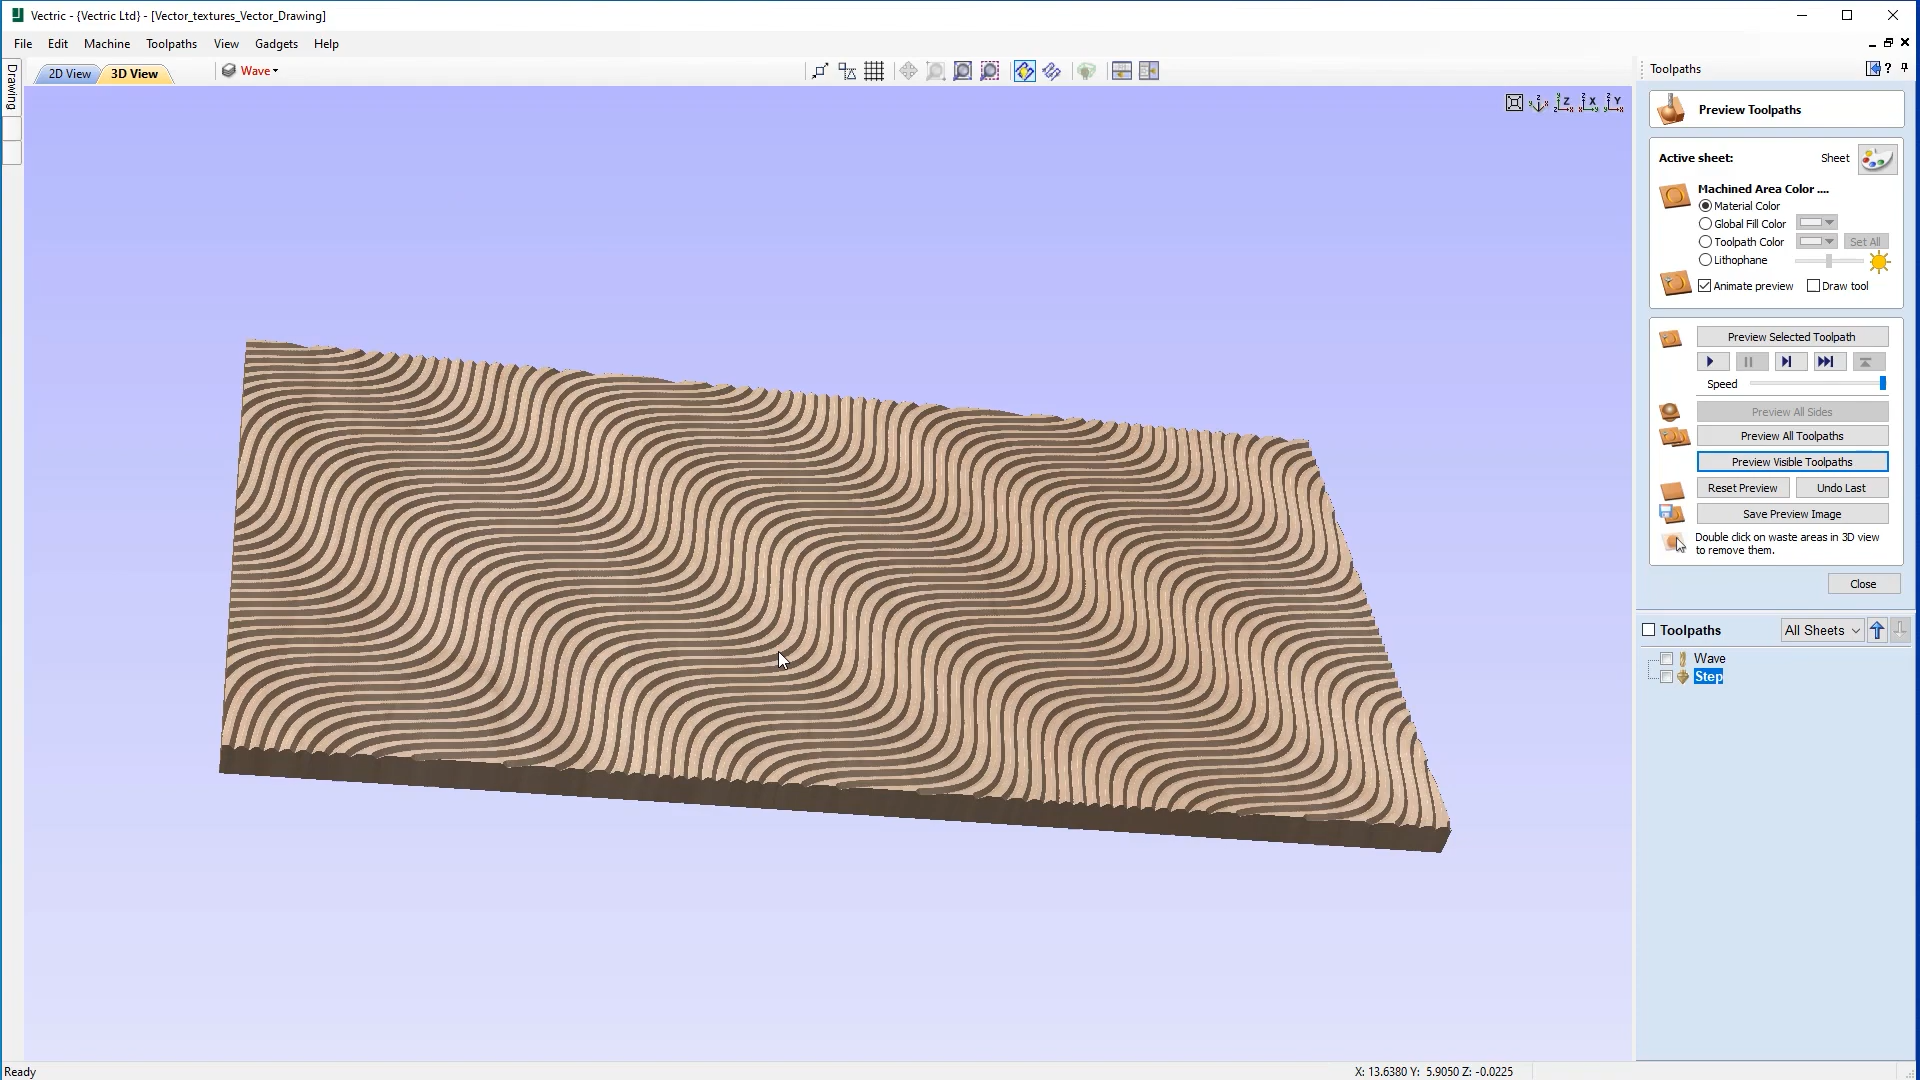 Vectric - {Vectric Ltd} - [Vector_textures_Vector_Drawing]
File Edit Machine Toolpaths View Gadgets Help
Drawing
2D View 3D View Wave
Toolpaths
Preview Toolpaths
Active sheet: Sheet
Machined Area Color ....
Material Color
Global Fill Color
Toolpath Color Set All
Lithophane
Animate preview Draw tool
Preview Selected Toolpath
Speed
Preview All Sides
Preview All Toolpaths
Preview Visible Toolpaths
Reset Preview Undo Last
Save Preview Image
Double click on waste areas in 3D view
to remove them.
Close
Toolpaths All Sheets
Wave
Step
Ready X: 13.6380 Y: 5.9050 Z: -0.0225